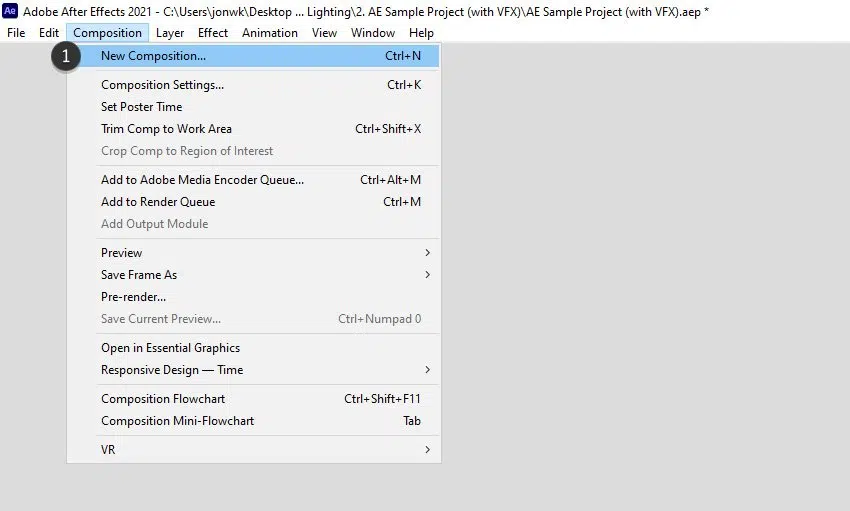 Ae Adobe After Effects 2021 - C:\Users\jonwk\Desktop ... Lighting\2. AE Sample Project (with VFX)\AE Sample Project (with VFX).aep *
File Edit Composition Layer Effect Animation View Window Help
1 New Composition... Ctrl+N
Composition Settings... Ctrl+K
Set Poster Time
Trim Comp to Work Area Ctrl+Shift+X
Crop Comp to Region of Interest
Add to Adobe Media Encoder Queue... Ctrl+Alt+M
Add to Render Queue Ctrl+M
Add Output Module
Preview
Save Frame As
Pre-render...
Save Current Preview... Ctrl+Numpad 0
Open in Essential Graphics
Responsive Design — Time
Composition Flowchart Ctrl+Shift+F11
Composition Mini-Flowchart Tab
VR